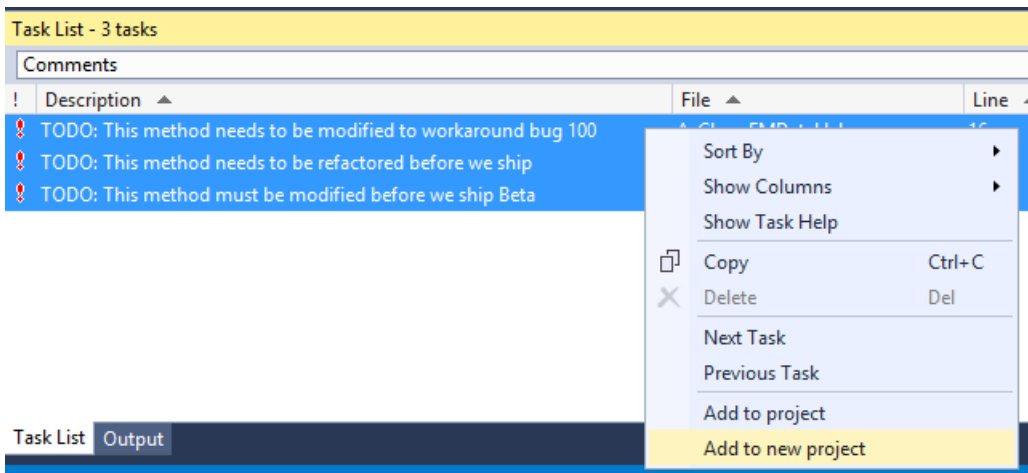 Task List - 3 tasks
Comments
! Description File Line
TODO: This method needs to be modified to workaround bug 100
TODO: This method needs to be refactored before we ship
TODO: This method must be modified before we ship Beta
Sort By
Show Columns
Show Task Help
Copy Ctrl+C
Delete Del
Next Task
Previous Task
Add to project
Add to new project
Task List Output